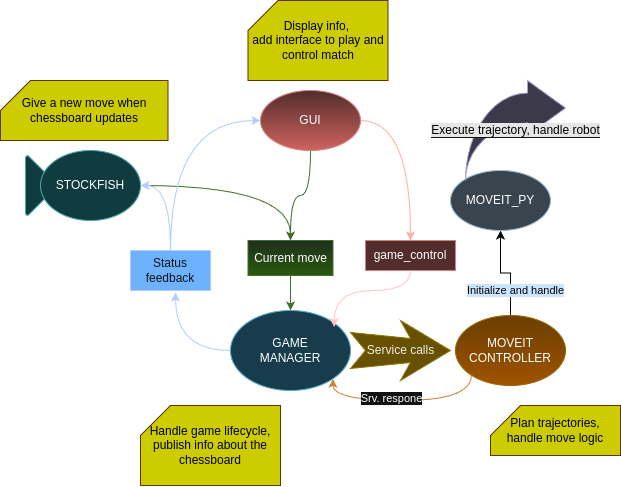 Display info,
add interface to play and
control match
Give a new move when
chessboard updates
GUI
Execute trajectory, handle robot
STOCKFISH
MOVEIT_PY
Status
feedback
Current move
game_control
Initialize and handle
GAME
MANAGER
Service calls
MOVEIT
CONTROLLER
Srv. respone
Handle game lifecycle,
publish info about the
chessboard
Plan trajectories,
handle move logic